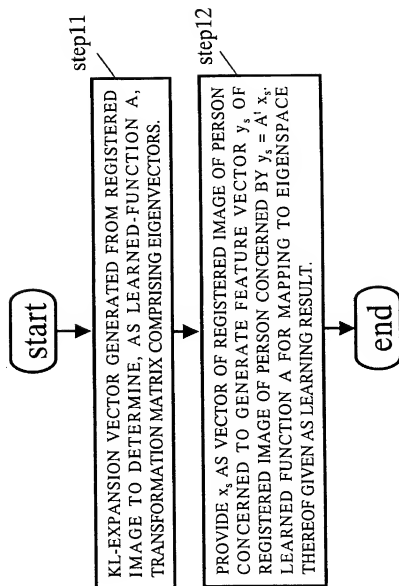 start
step11
KL-EXPANSION VECTOR GENERATED FROM REGISTERED
IMAGE TO DETERMINE, AS LEARNED-FUNCTION A,
TRANSFORMATION MATRIX COMPRISING EIGENVECTORS.
step12
PROVIDE xₛ AS VECTOR OF REGISTERED IMAGE OF PERSON
CONCERNED TO GENERATE FEATURE VECTOR yₛ OF
REGISTERED IMAGE OF PERSON CONCERNED BY yₛ = Aᵗ xₛ.
LEARNED FUNCTION A FOR MAPPING TO EIGENSPACE
THEREOF GIVEN AS LEARNING RESULT.
end